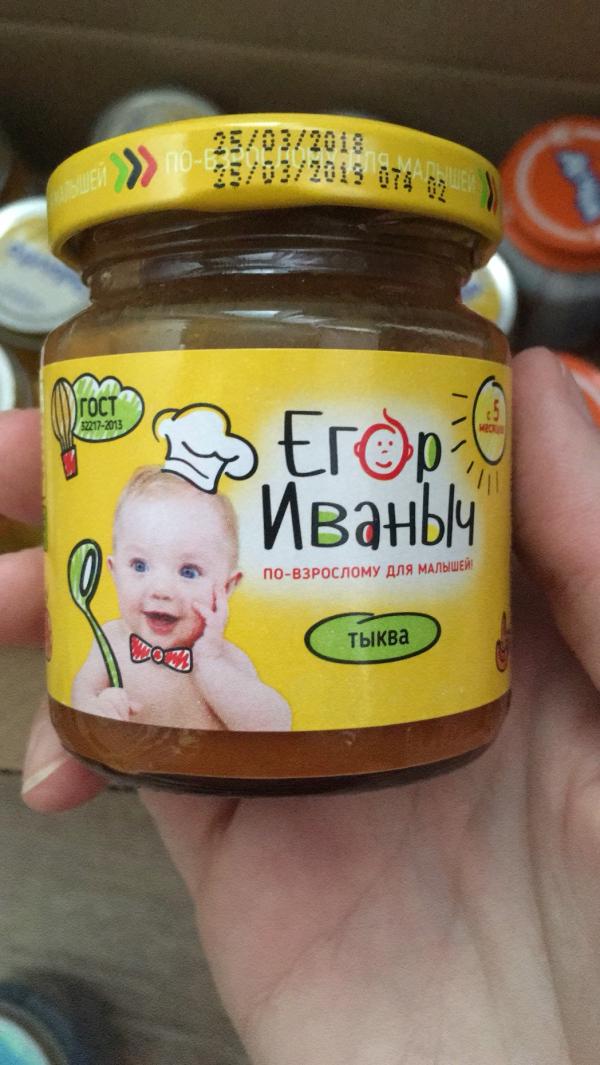 25/03/2018
25/03/2019 074 02
МАЛЫШЕЙ
ПО-ВЗРОСЛОМУ ДЛЯ МАЛЫШЕЙ
ГОСТ
32217-2013
с 5
месяцев
Егор
Иваныч
ПО-ВЗРОСЛОМУ ДЛЯ МАЛЫШЕЙ!
тыква